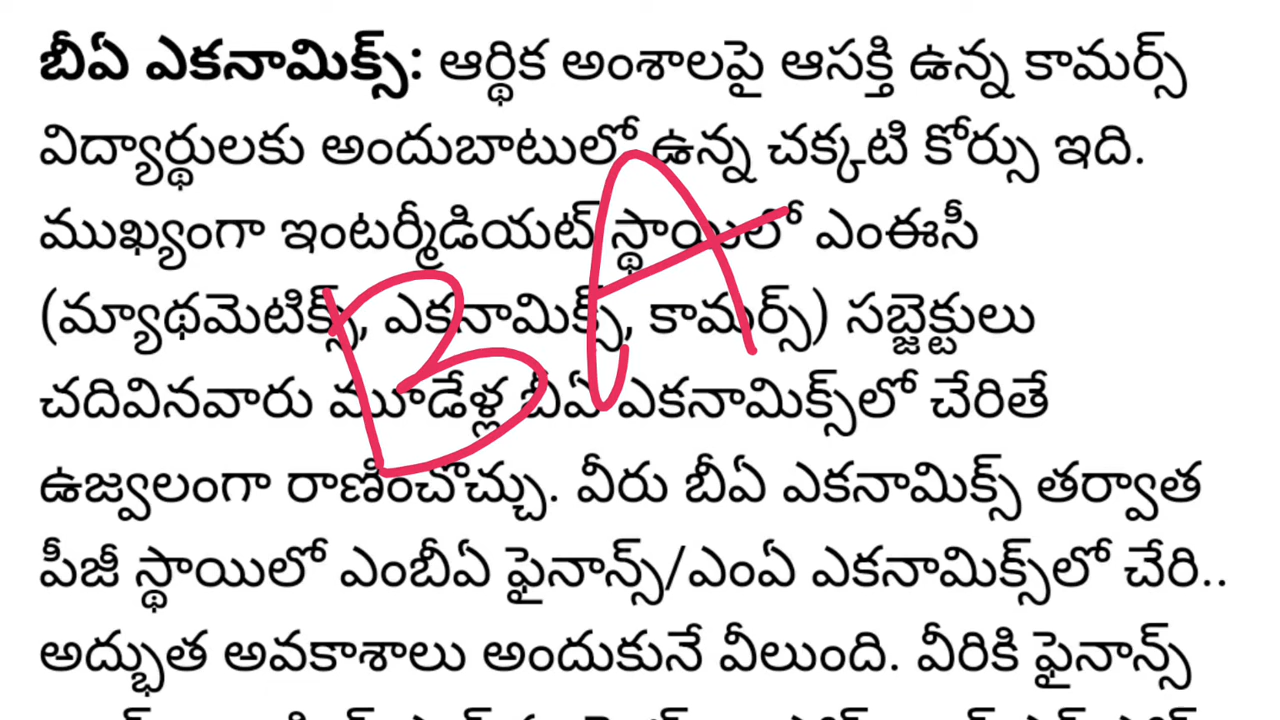 బీఏ ఎకనామిక్స్: ఆర్థిక అంశాలపై ఆసక్తి ఉన్న కామర్స్
విద్యార్థులకు అందుబాటులో ఉన్న చక్కటి కోర్సు ఇది.
ముఖ్యంగా ఇంటర్మీడియట్ స్థాయిలో ఎంఈసీ
(మ్యాథమెటిక్స్, ఎకనామిక్స్, కామర్స్) సబ్జెక్టులు
చదివినవారు మూడేళ్ల బీఏ ఎకనామిక్స్‌లో చేరితే
ఉజ్వలంగా రాణించొచ్చు. వీరు బీఏ ఎకనామిక్స్ తర్వాత
పీజీ స్థాయిలో ఎంబీఏ ఫైనాన్స్/ఎంఏ ఎకనామిక్స్‌లో చేరి..
అద్భుత అవకాశాలు అందుకునే వీలుంది. వీరికి ఫైనాన్స్
BA